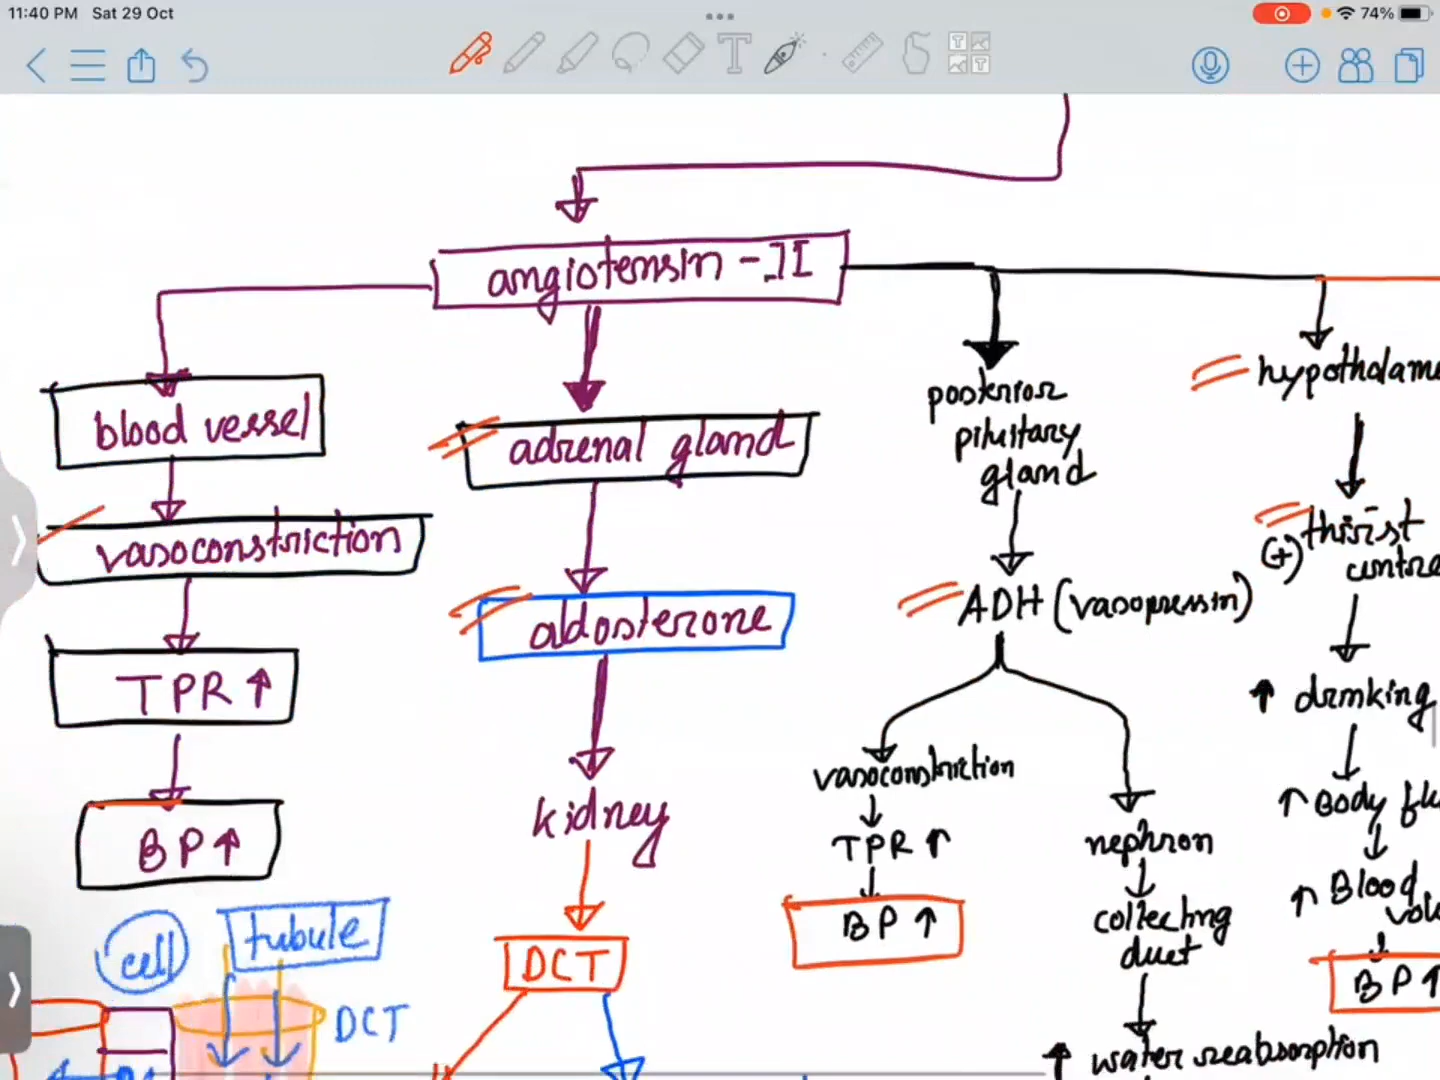 11:40 PM Sat 29 Oct
74%
angiotensin - II
blood vessel
vasoconstriction
TPR ↑
BP ↑
adrenal gland
aldosterone
kidney
DCT
posterior
pituitary
gland
ADH (vasopressin)
vasoconstriction
TPR ↑
BP ↑
nephron
collecting
duct
↑ water reabsorption
hypothalam
thirist
(+)
centre
↑ drinking
↑ Body flu
↑ Blood
volu
BP ↑
cell
tubule
DCT